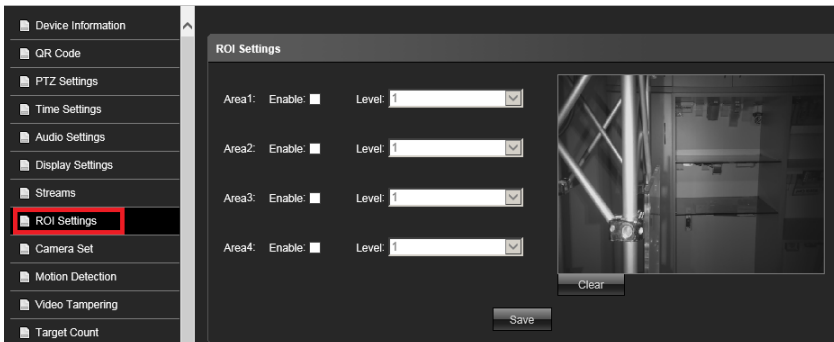 Device Information
QR Code
PTZ Settings
Time Settings
Audio Settings
Display Settings
Streams
ROI Settings
Camera Set
Motion Detection
Video Tampering
Target Count
ROI Settings
Area1: Enable: Level: 1
Area2: Enable: Level: 1
Area3: Enable: Level: 1
Area4: Enable: Level: 1
Clear
Save